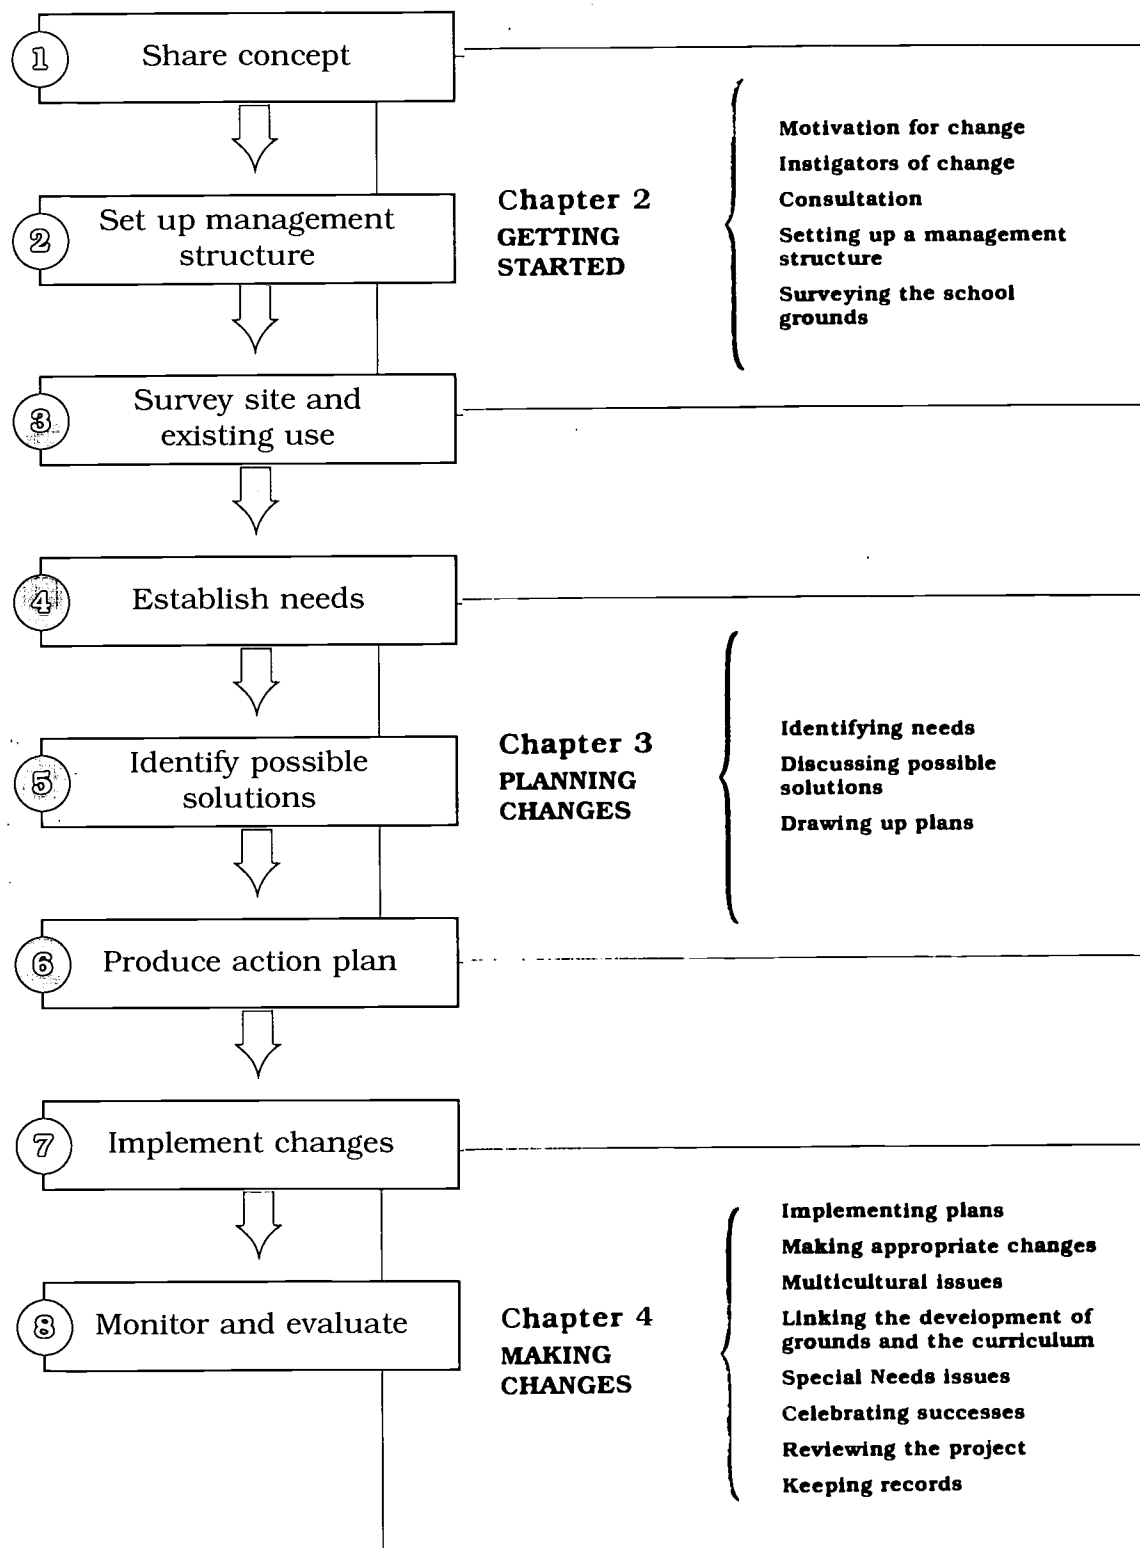 1
Share concept
2
Set up management
structure
3
Survey site and
existing use
Chapter 2
GETTING
STARTED
Motivation for change
Instigators of change
Consultation
Setting up a management
structure
Surveying the school
grounds
4
Establish needs
5
Identify possible
solutions
6
Produce action plan
Chapter 3
PLANNING
CHANGES
Identifying needs
Discussing possible
solutions
Drawing up plans
7
Implement changes
8
Monitor and evaluate
Chapter 4
MAKING
CHANGES
Implementing plans
Making appropriate changes
Multicultural issues
Linking the development of
grounds and the curriculum
Special Needs issues
Celebrating successes
Reviewing the project
Keeping records